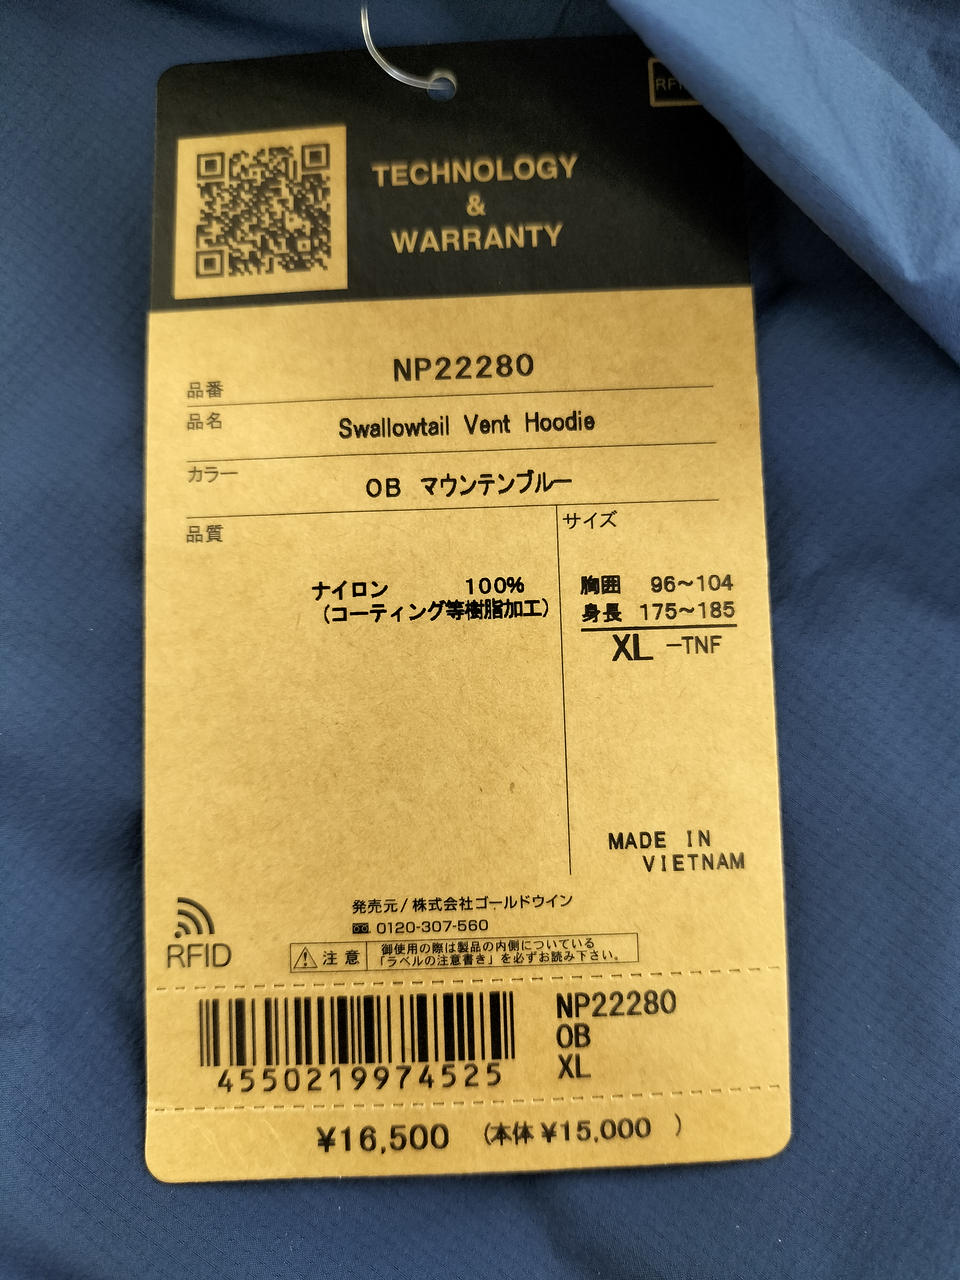 TECHNOLOGY
&
WARRANTY
品番 NP22280
品名 Swallowtail Vent Hoodie
カラー OB マウンテンブルー
品質
ナイロン 100%
(コーティング等樹脂加工)
サイズ
胸囲 96~104
身長 175~185
XL -TNF
MADE IN
VIETNAM
発売元/株式会社ゴールドウイン
0120-307-560
RFID
注意
御使用の際は製品の内側についている
「ラベルの注意書き」を必ずお読み下さい。
4550219974525
NP22280
OB
XL
¥16,500 (本体 ¥15,000 )